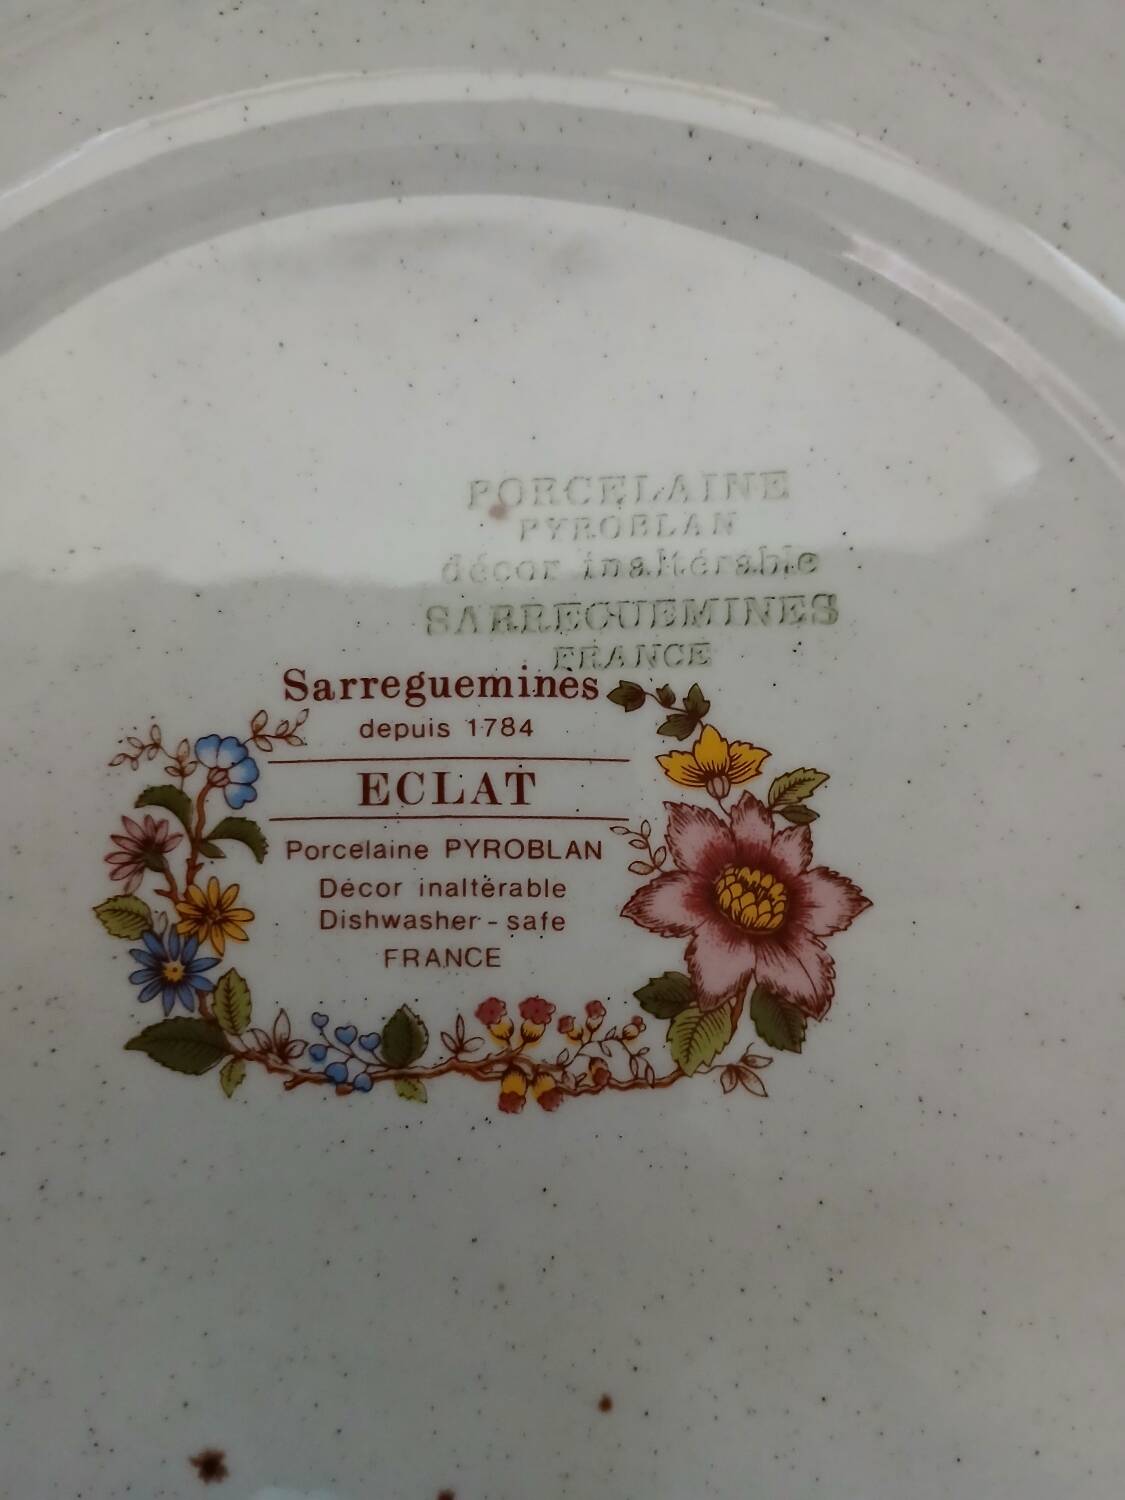 PORCELAINE
PYROBLAN
décor inaltérable
SARREGUEMINES
FRANCE
Sarreguemines
depuis 1784
ECLAT
Porcelaine PYROBLAN
Décor inaltérable
Dishwasher - safe
FRANCE